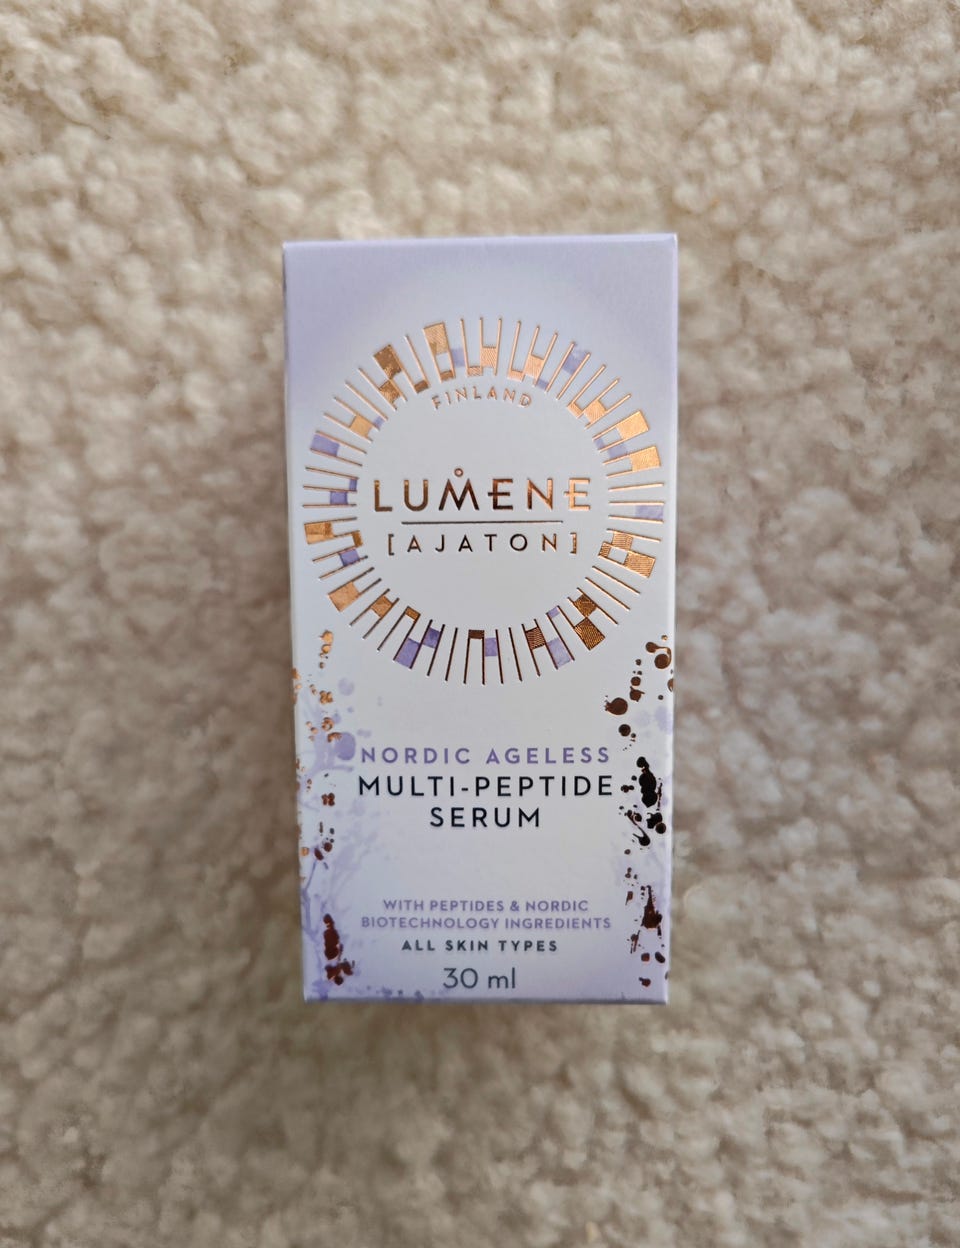 FINLAND
LUMENE
[AJATON]
NORDIC AGELESS
MULTI-PEPTIDE
SERUM
WITH PEPTIDES & NORDIC
BIOTECHNOLOGY INGREDIENTS
ALL SKIN TYPES
30 ml